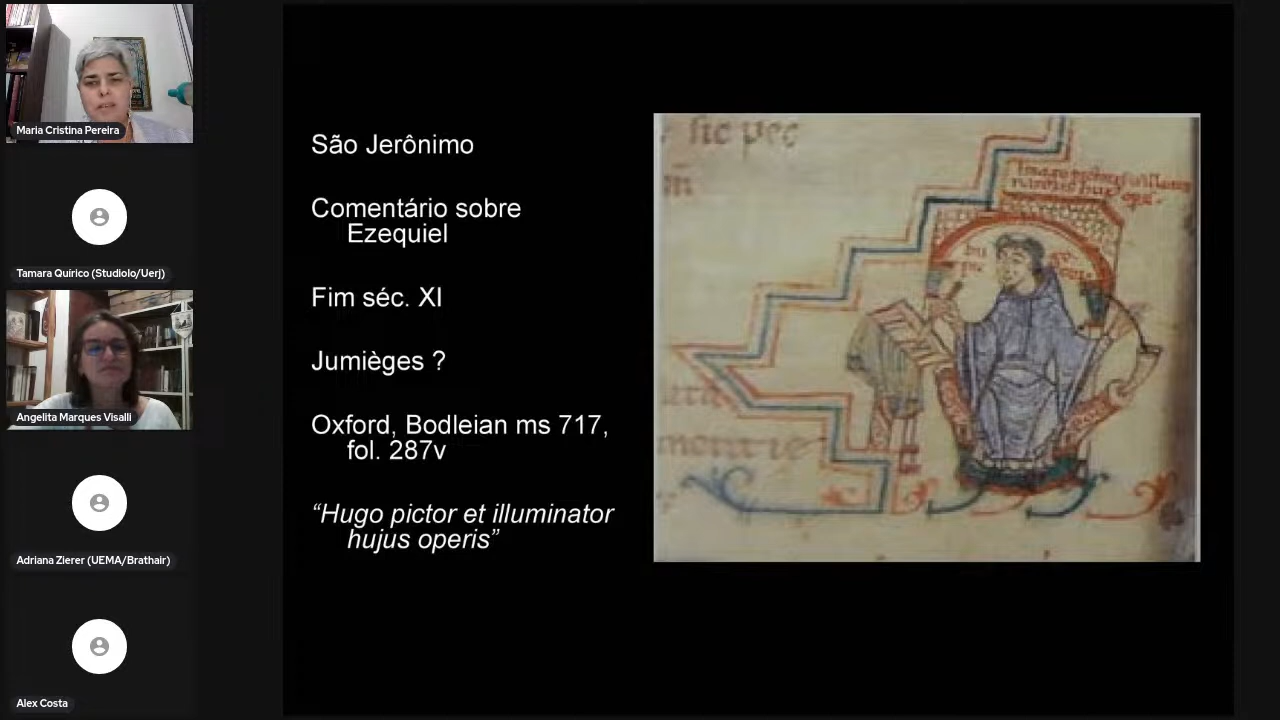 Maria Cristina Pereira
Tamara Quírico (Studiolo/Uerj)
Angelita Marques Visalli
Adriana Zierer (UEMA/Brathair)
Alex Costa
São Jerônimo
Comentário sobre
Ezequiel
Fim séc. XI
Jumièges ?
Oxford, Bodleian ms 717,
fol. 287v
“Hugo pictor et illuminator
hujus operis”